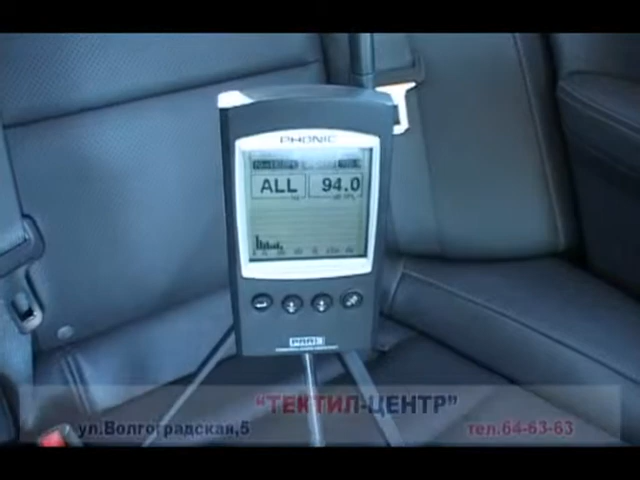 PHONIC
ALL 94.0
PAA3
“ТЕКТИЛ-ЦЕНТР”
ул.Волгоградская,5
тел.64-63-63